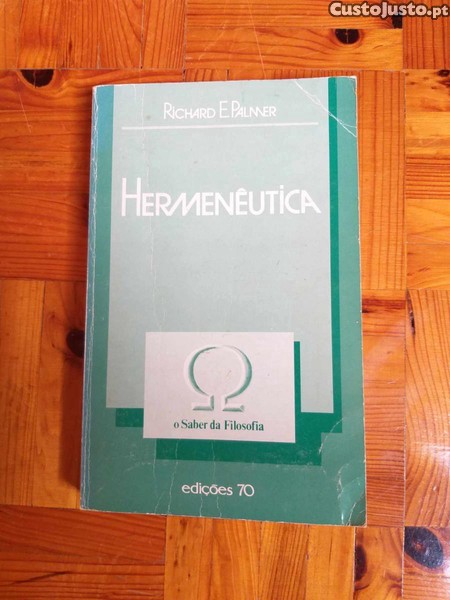 CustoJusto.pt
RICHARD E. PALMER
HERMENÊUTICA
Ω
o Saber da Filosofia
edições 70